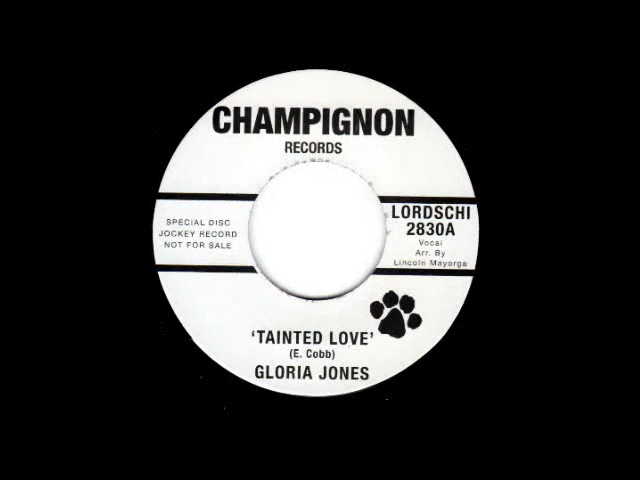 CHAMPIGNON
RECORDS
SPECIAL DISC
JOCKEY RECORD
NOT FOR SALE
LORDSCHI
2830A
Vocal
Arr. By
Lincoln Mayorga
'TAINTED LOVE'
(E. Cobb)
GLORIA JONES